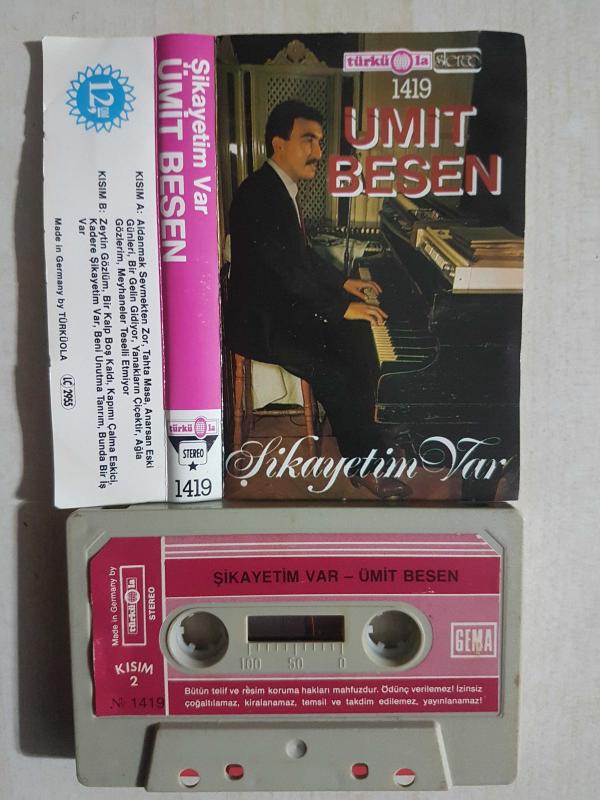 12,DM
KISIM A: Aldanmak Sevmekten Zor, Tahta Masa, Anarsan Eski
Günleri, Bir Gelin Gidiyor, Yanakların Çiçektir, Ağla
Gözlerim, Meyhaneler Teselli Etmiyor
KISIM B: Zeytin Gözlüm, Bir Kalp Boş Kaldı, Kapımı Çalma Eskici,
Kadere Şikayetim Var, Beni Unutma Tanrım, Bunda Bir İş
Var
Made in Germany by TÜRKÜOLA
LC 2955
Şikayetim Var
ÜMİT BESEN
türkü la
STEREO
1419
türkü la stereo
1419
ÜMİT
BESEN
Şikayetim Var
ŞİKAYETİM VAR – ÜMİT BESEN
Made in Germany by
türkü la
STEREO
KISIM
2
№ 1419
100 50 0
GEMA
Bütün telif ve resim koruma hakları mahfuzdur. Ödünç verilemez! İzinsiz
çoğaltılamaz, kiralanamaz, temsil ve takdim edilemez, yayınlanamaz!